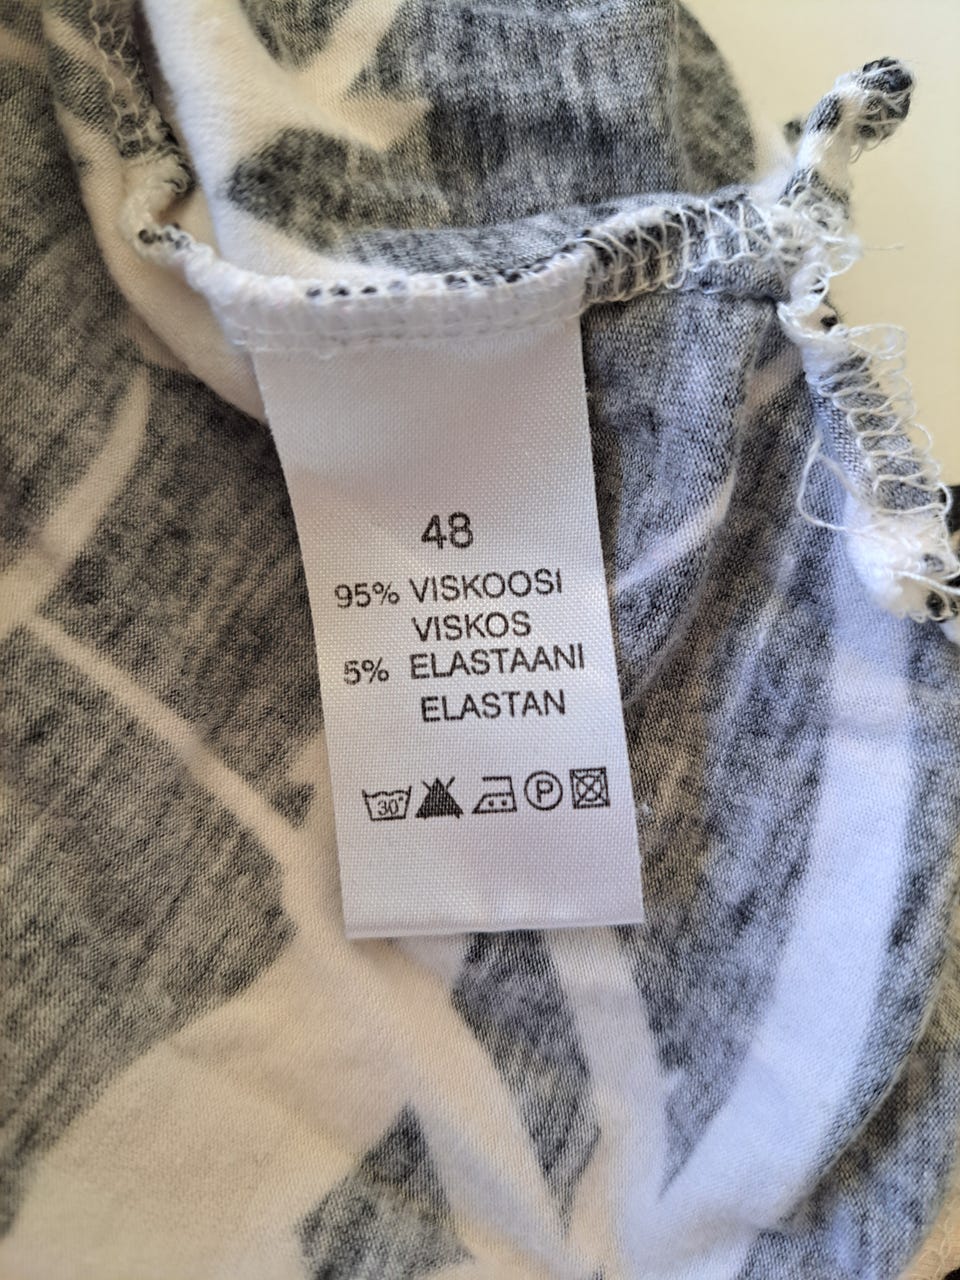 48
95% VISKOOSI
VISKOS
5% ELASTAANI
ELASTAN
30° P